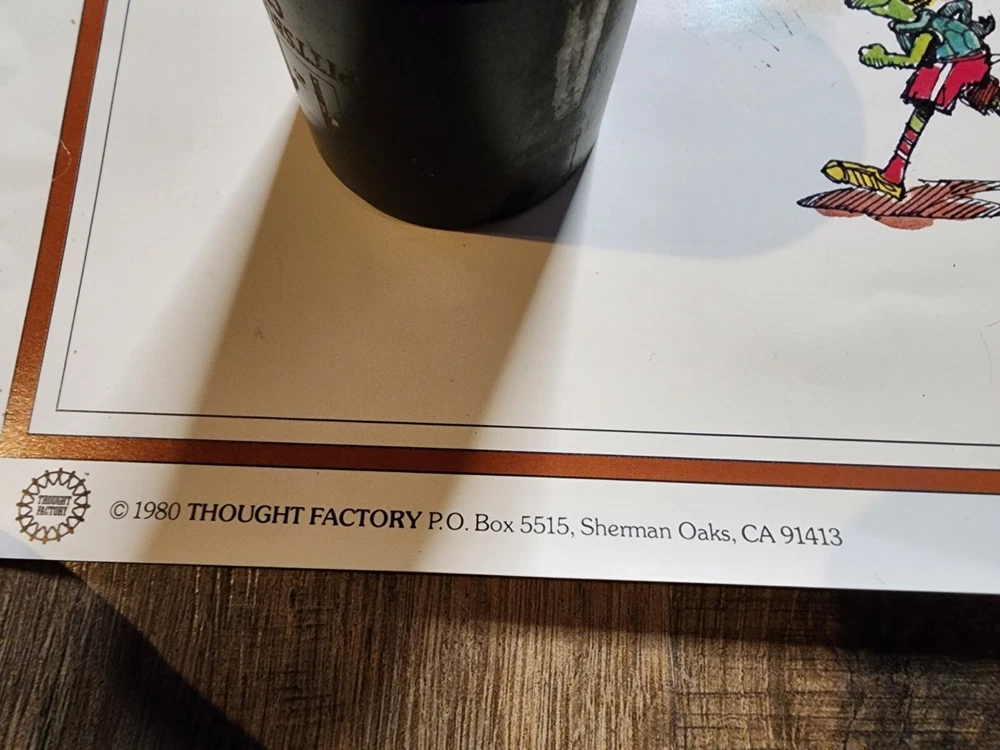 THOUGHT
FACTORY
© 1980 THOUGHT FACTORY P.O. Box 5515, Sherman Oaks, CA 91413